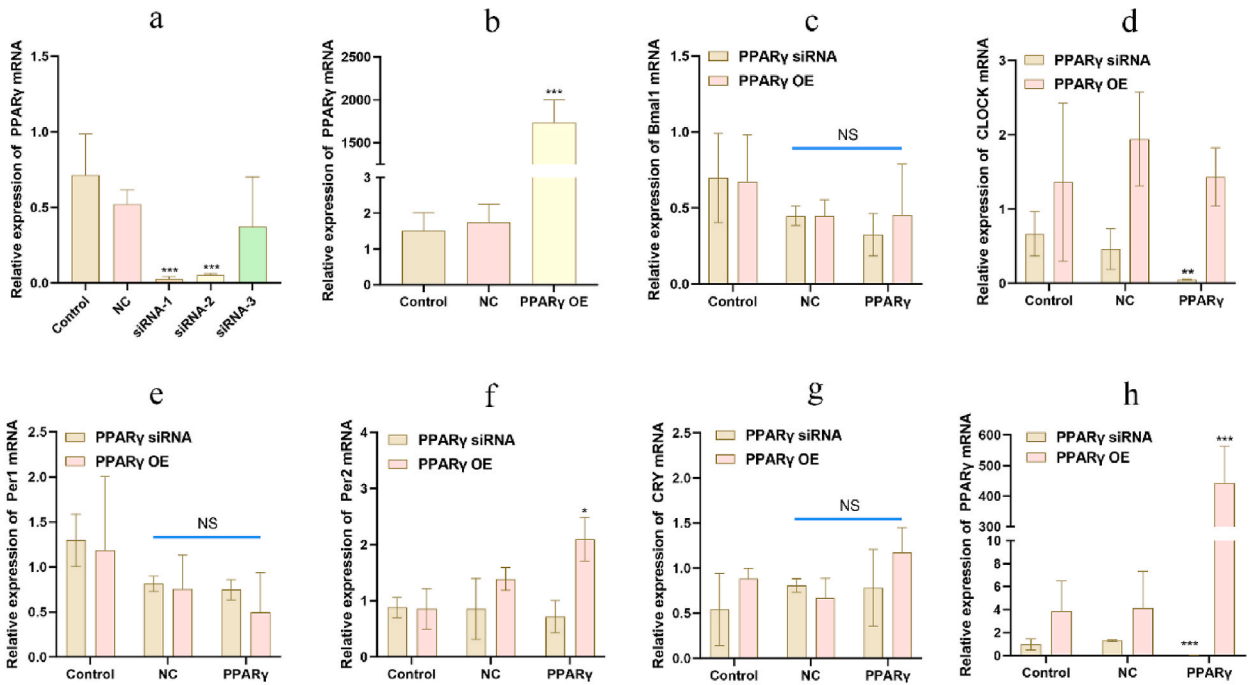 a
Relative expression of PPARγ mRNA
1.5
1.0
0.5
0.0
***
***
Control
NC
siRNA-1
siRNA-2
siRNA-3
b
Relative expression of PPARγ mRNA
2500
2000
1500
3
2
1
0
***
Control
NC
PPARγ OE
c
Relative expression of Bmal1 mRNA
1.5
1.0
0.5
0.0
PPARγ siRNA
PPARγ OE
NS
Control
NC
PPARγ
d
Relative expression of CLOCK mRNA
3
2
1
0
PPARγ siRNA
PPARγ OE
**
Control
NC
PPARγ
e
Relative expression of Per1 mRNA
2.5
2.0
1.5
1.0
0.5
0.0
PPARγ siRNA
PPARγ OE
NS
Control
NC
PPARγ
f
Relative expression of Per2 mRNA
4
3
2
1
0
PPARγ siRNA
PPARγ OE
*
Control
NC
PPARγ
g
Relative expression of CRY mRNA
2.5
2.0
1.5
1.0
0.5
0.0
PPARγ siRNA
PPARγ OE
NS
Control
NC
PPARγ
h
Relative expression of PPARγ mRNA
600
500
400
300
10
8
6
4
2
0
PPARγ siRNA
PPARγ OE
***
***
Control
NC
PPARγ